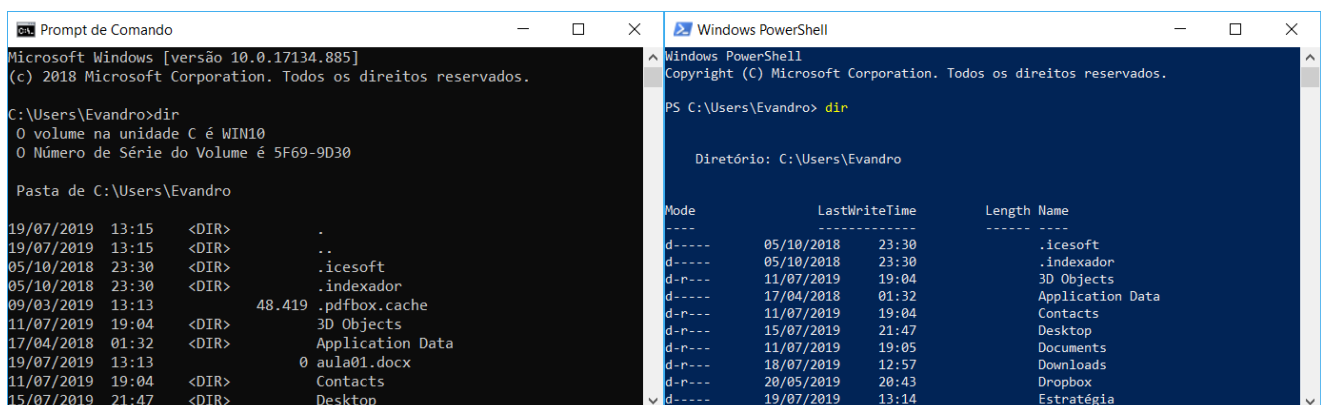 Prompt de Comando
Microsoft Windows [versão 10.0.17134.885]
(c) 2018 Microsoft Corporation. Todos os direitos reservados.
C:\Users\Evandro>dir
O volume na unidade C é WIN10
O Número de Série do Volume é 5F69-9D30
Pasta de C:\Users\Evandro
19/07/2019 13:15 <DIR> .
19/07/2019 13:15 <DIR> ..
05/10/2018 23:30 <DIR> .icesoft
05/10/2018 23:30 <DIR> .indexador
09/03/2019 13:13 48.419 .pdfbox.cache
11/07/2019 19:04 <DIR> 3D Objects
17/04/2018 01:32 <DIR> Application Data
19/07/2019 13:13 0 aula01.docx
11/07/2019 19:04 <DIR> Contacts
15/07/2019 21:47 <DIR> Desktop
Windows PowerShell
Windows PowerShell
Copyright (C) Microsoft Corporation. Todos os direitos reservados.
PS C:\Users\Evandro> dir
Diretório: C:\Users\Evandro
Mode LastWriteTime Length Name
---- ------------- ------ ----
d----- 05/10/2018 23:30 .icesoft
d----- 05/10/2018 23:30 .indexador
d-r--- 11/07/2019 19:04 3D Objects
d----- 17/04/2018 01:32 Application Data
d-r--- 11/07/2019 19:04 Contacts
d-r--- 15/07/2019 21:47 Desktop
d-r--- 11/07/2019 19:05 Documents
d-r--- 18/07/2019 12:57 Downloads
d-r--- 20/05/2019 20:43 Dropbox
d----- 19/07/2019 13:14 Estratégia